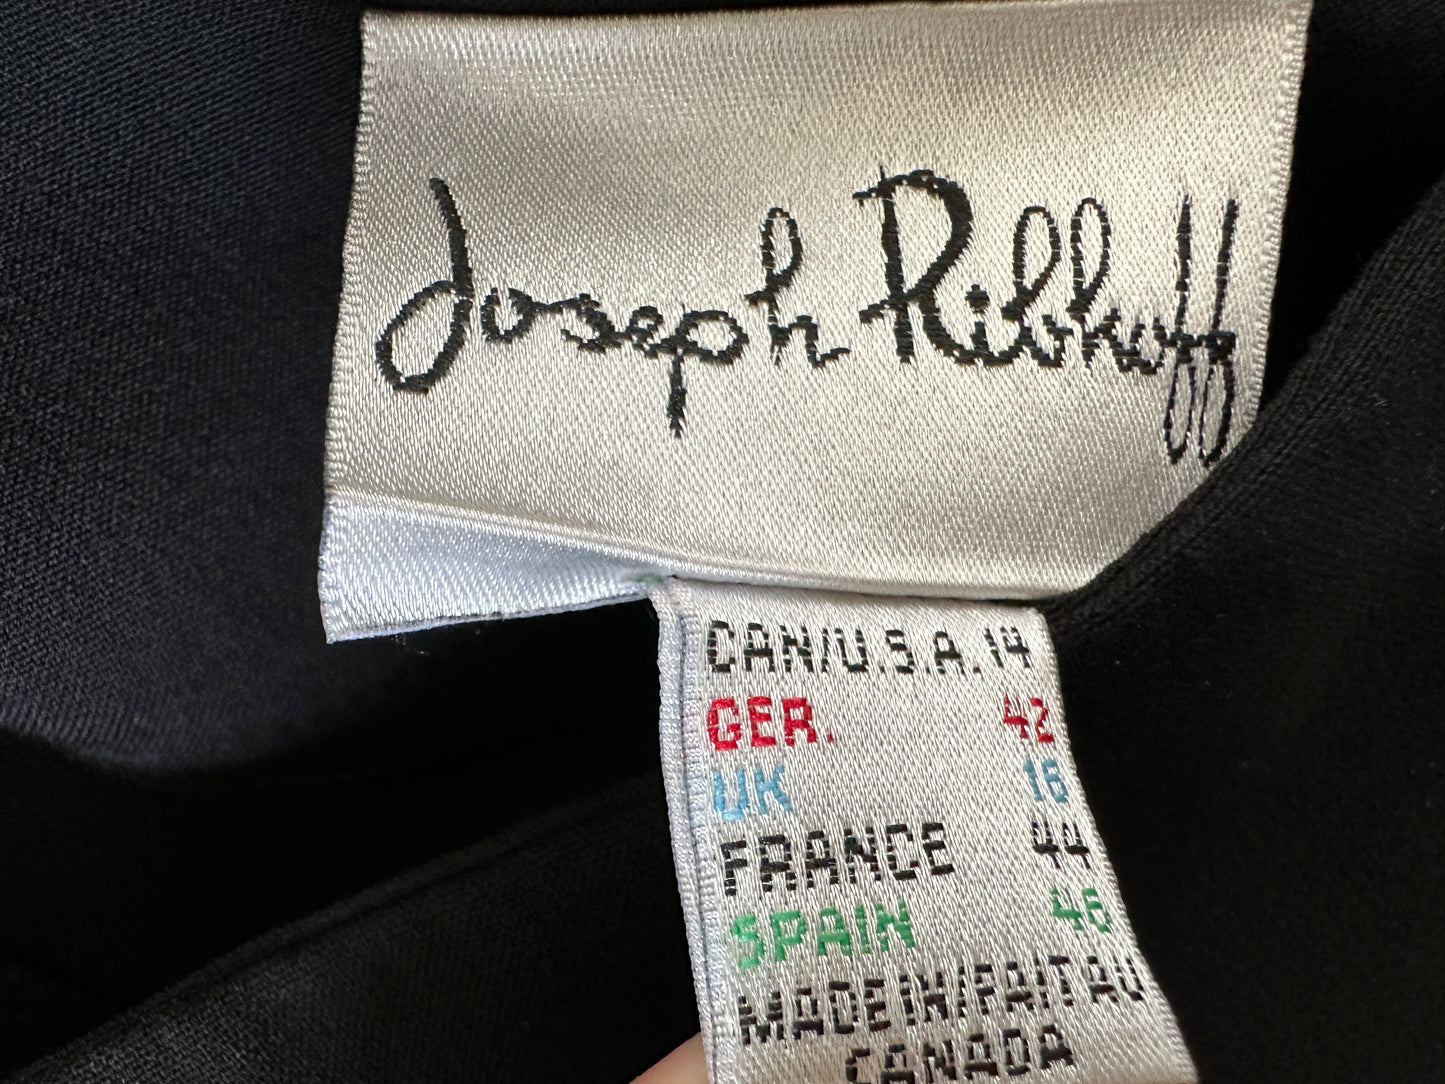 Joseph Ribkoff
CAN/U.S.A. 14
GER. 42
UK 16
FRANCE 44
SPAIN 46
MADE IN/FAIT AU
CANADA